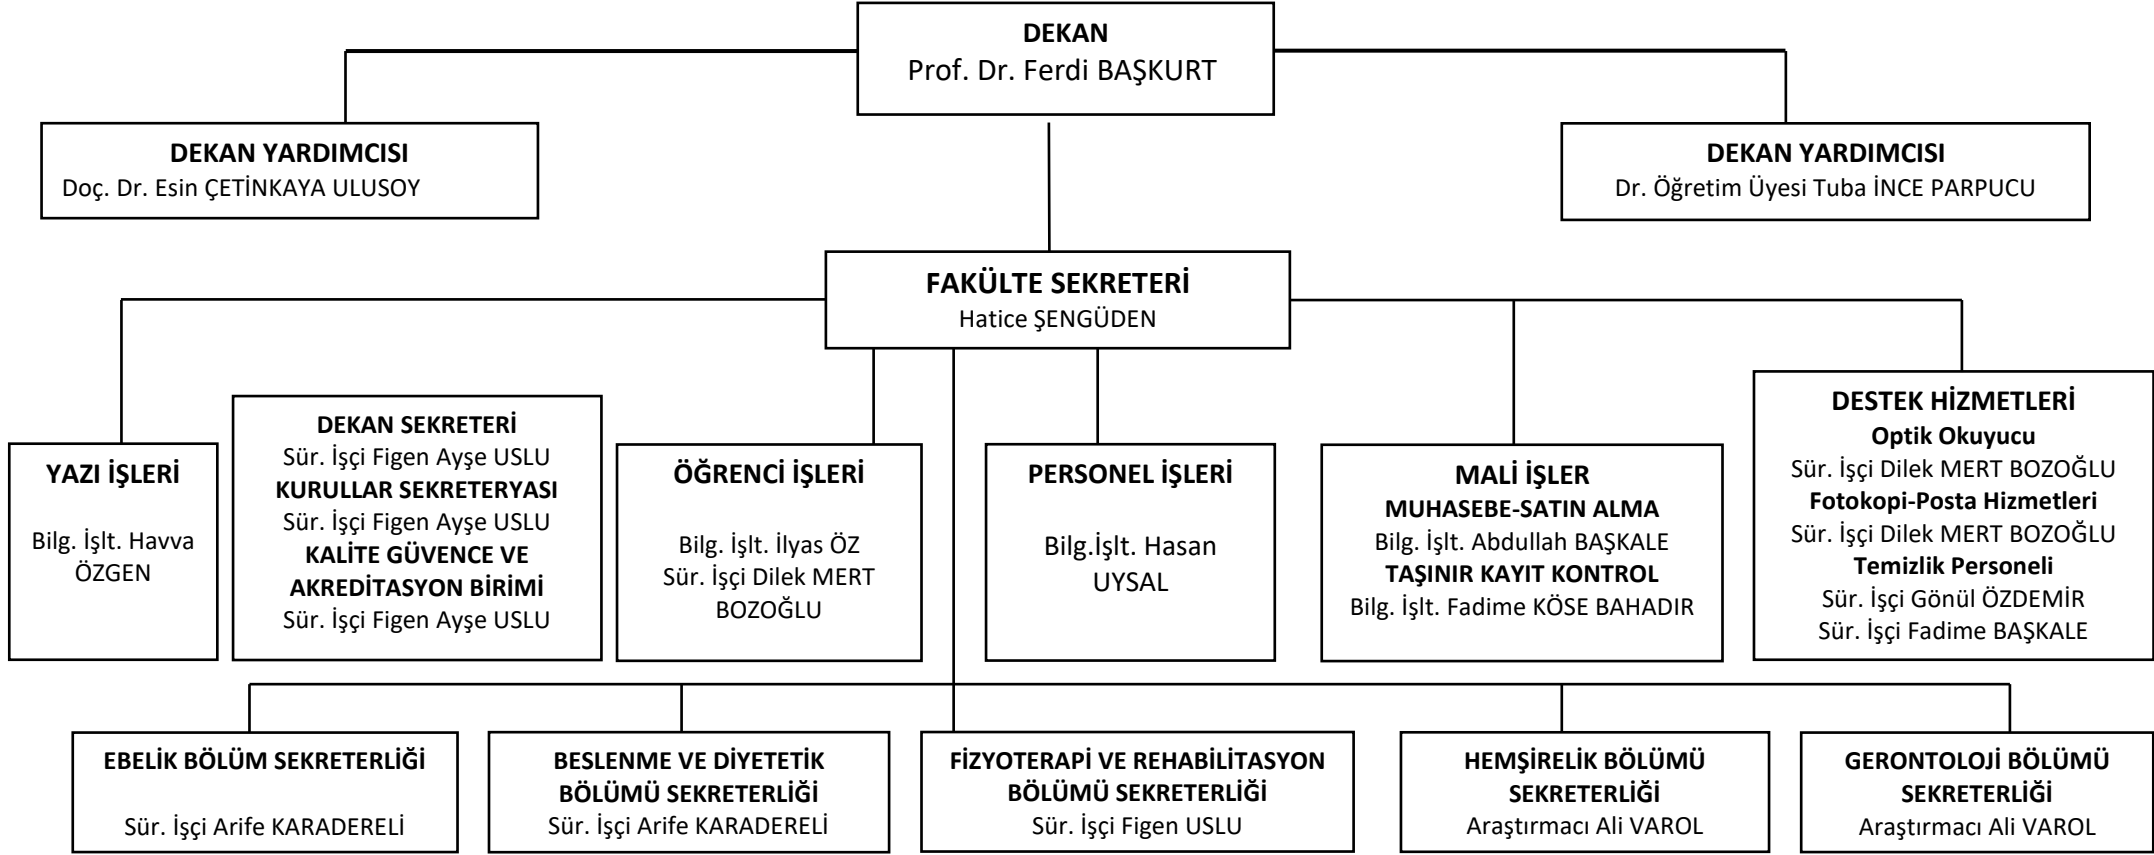 DEKAN
Prof. Dr. Ferdi BAŞKURT
DEKAN YARDIMCISI
Doç. Dr. Esin ÇETİNKAYA ULUSOY
DEKAN YARDIMCISI
Dr. Öğretim Üyesi Tuba İNCE PARPUCU
FAKÜLTE SEKRETERİ
Hatice ŞENGÜDEN
YAZI İŞLERİ
Bilg. İşlt. Havva
ÖZGEN
DEKAN SEKRETERİ
Sür. İşçi Figen Ayşe USLU
KURULLAR SEKRETERYASI
Sür. İşçi Figen Ayşe USLU
KALİTE GÜVENCE VE
AKREDİTASYON BİRİMİ
Sür. İşçi Figen Ayşe USLU
ÖĞRENCİ İŞLERİ
Bilg. İşlt. İlyas ÖZ
Sür. İşçi Dilek MERT
BOZOĞLU
PERSONEL İŞLERİ
Bilg.İşlt. Hasan
UYSAL
MALİ İŞLER
MUHASEBE-SATIN ALMA
Bilg. İşlt. Abdullah BAŞKALE
TAŞINIR KAYIT KONTROL
Bilg. İşlt. Fadime KÖSE BAHADIR
DESTEK HİZMETLERİ
Optik Okuyucu
Sür. İşçi Dilek MERT BOZOĞLU
Fotokopi-Posta Hizmetleri
Sür. İşçi Dilek MERT BOZOĞLU
Temizlik Personeli
Sür. İşçi Gönül ÖZDEMİR
Sür. İşçi Fadime BAŞKALE
EBELİK BÖLÜM SEKRETERLİĞİ
Sür. İşçi Arife KARADERELİ
BESLENME VE DİYETETİK
BÖLÜMÜ SEKRETERLİĞİ
Sür. İşçi Arife KARADERELİ
FİZYOTERAPİ VE REHABİLİTASYON
BÖLÜMÜ SEKRETERLİĞİ
Sür. İşçi Figen USLU
HEMŞİRELİK BÖLÜMÜ
SEKRETERLİĞİ
Araştırmacı Ali VAROL
GERONTOLOJİ BÖLÜMÜ
SEKRETERLİĞİ
Araştırmacı Ali VAROL